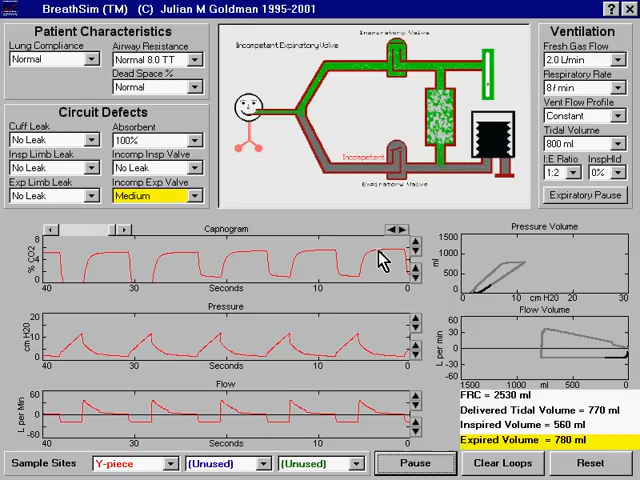 BreathSim (TM)   (C)  Julian M Goldman 1995-2001
Patient Characteristics
Lung Compliance
Normal
Airway Resistance
Normal 8.0 TT
Dead Space %
Normal
Circuit Defects
Cuff Leak
No Leak
Absorbent
100%
Insp Limb Leak
No Leak
Incomp Insp Valve
No Leak
Exp Limb Leak
No Leak
Incomp Exp Valve
Medium
Inspiratory Valve
Incompetent Expiratory Valve
Incompetent
Expiratory Valve
Ventilation
Fresh Gas Flow
2.0 L/min
Respiratory Rate
8 f/min
Vent Flow Profile
Constant
Tidal Volume
800 ml
I:E Ratio
1:2
InspHld
0%
Expiratory Pause
Capnogram
% CO2
8
4
0
40
30
Seconds
20
10
Seconds
0
Pressure
cm H20
20
10
0
40
30
Seconds
20
10
Seconds
0
Flow
L per Min
60
0
-60
Pressure Volume
ml
1500
1000
500
0
0
10
cm H20
20
30
Flow Volume
L per min
60
30
0
-30
-60
1500
ml
1000
500
0
FRC = 2530 ml
Delivered Tidal Volume = 770 ml
Inspired Volume = 560 ml
Expired Volume = 780 ml
Sample Sites
Y-piece
(Unused)
(Unused)
Pause
Clear Loops
Reset